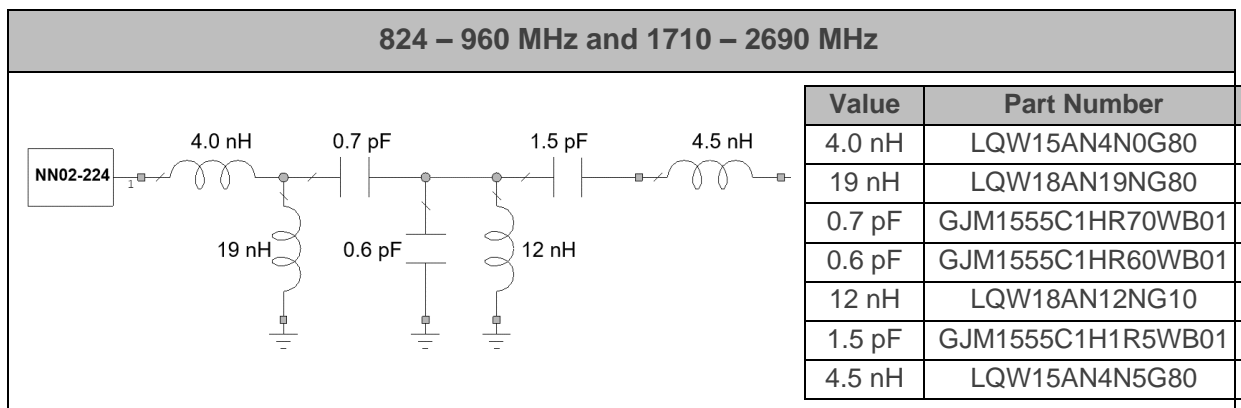 824 – 960 MHz and 1710 – 2690 MHz
NN02-224
1
4.0 nH
0.7 pF
1.5 pF
4.5 nH
19 nH
0.6 pF
12 nH
Value Part Number
4.0 nH LQW15AN4N0G80
19 nH LQW18AN19NG80
0.7 pF GJM1555C1HR70WB01
0.6 pF GJM1555C1HR60WB01
12 nH LQW18AN12NG10
1.5 pF GJM1555C1H1R5WB01
4.5 nH LQW15AN4N5G80